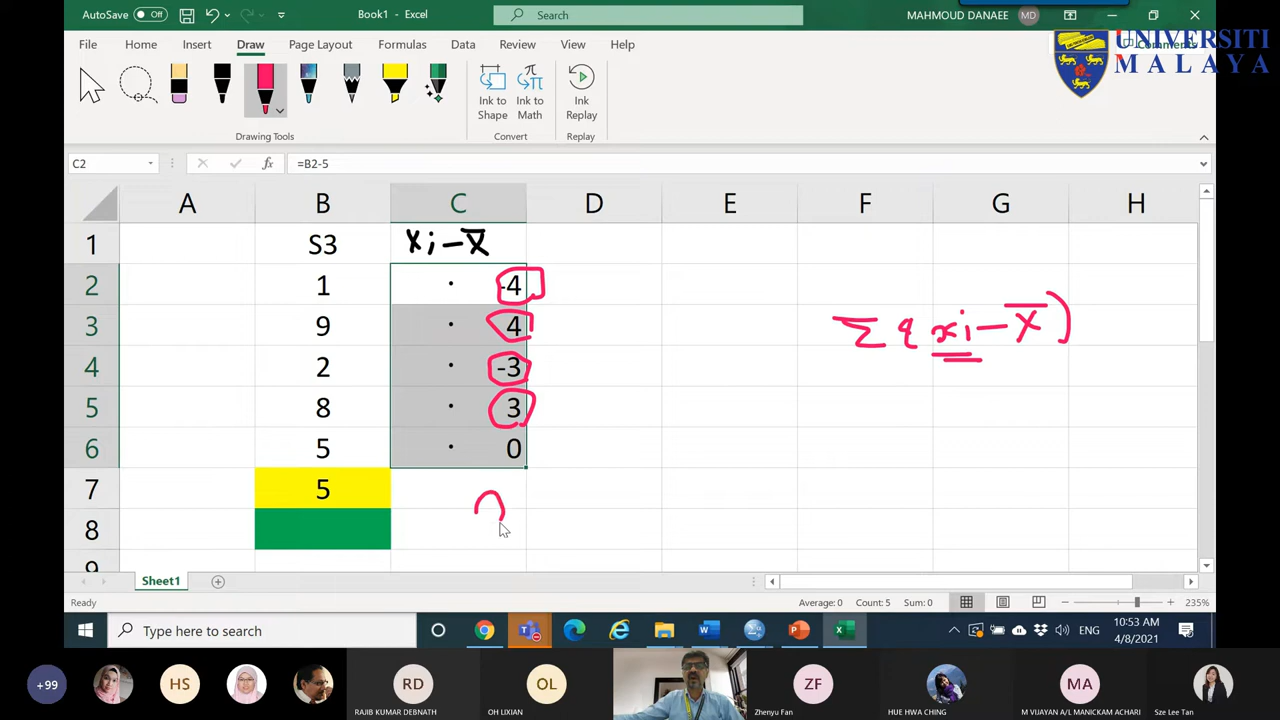 AutoSave Off Book1 - Excel Search MAHMOUD DANAEE MD
File Home Insert Draw Page Layout Formulas Data Review View Help Comments
UNIVERSITI
MALAYA
Ink to Shape
Ink to Math
Ink Replay
Drawing Tools Convert Replay
C2 fx =B2-5
A B C D E F G H
1 S3 xi-x̅
2 1 -4
3 9 4 Σ(xi-x̅)
4 2 -3
5 8 3
6 5 0
7 5
8
9
Sheet1
Ready Average: 0 Count: 5 Sum: 0 235%
Type here to search ENG 10:53 AM
4/8/2021
+99 HS RD OL ZF MA
RAJIB KUMAR DEBNATH OH LIXIAN Zhenyu Fan HUE HWA CHING M VIJAYAN A/L MANICKAM ACHARI Sze Lee Tan